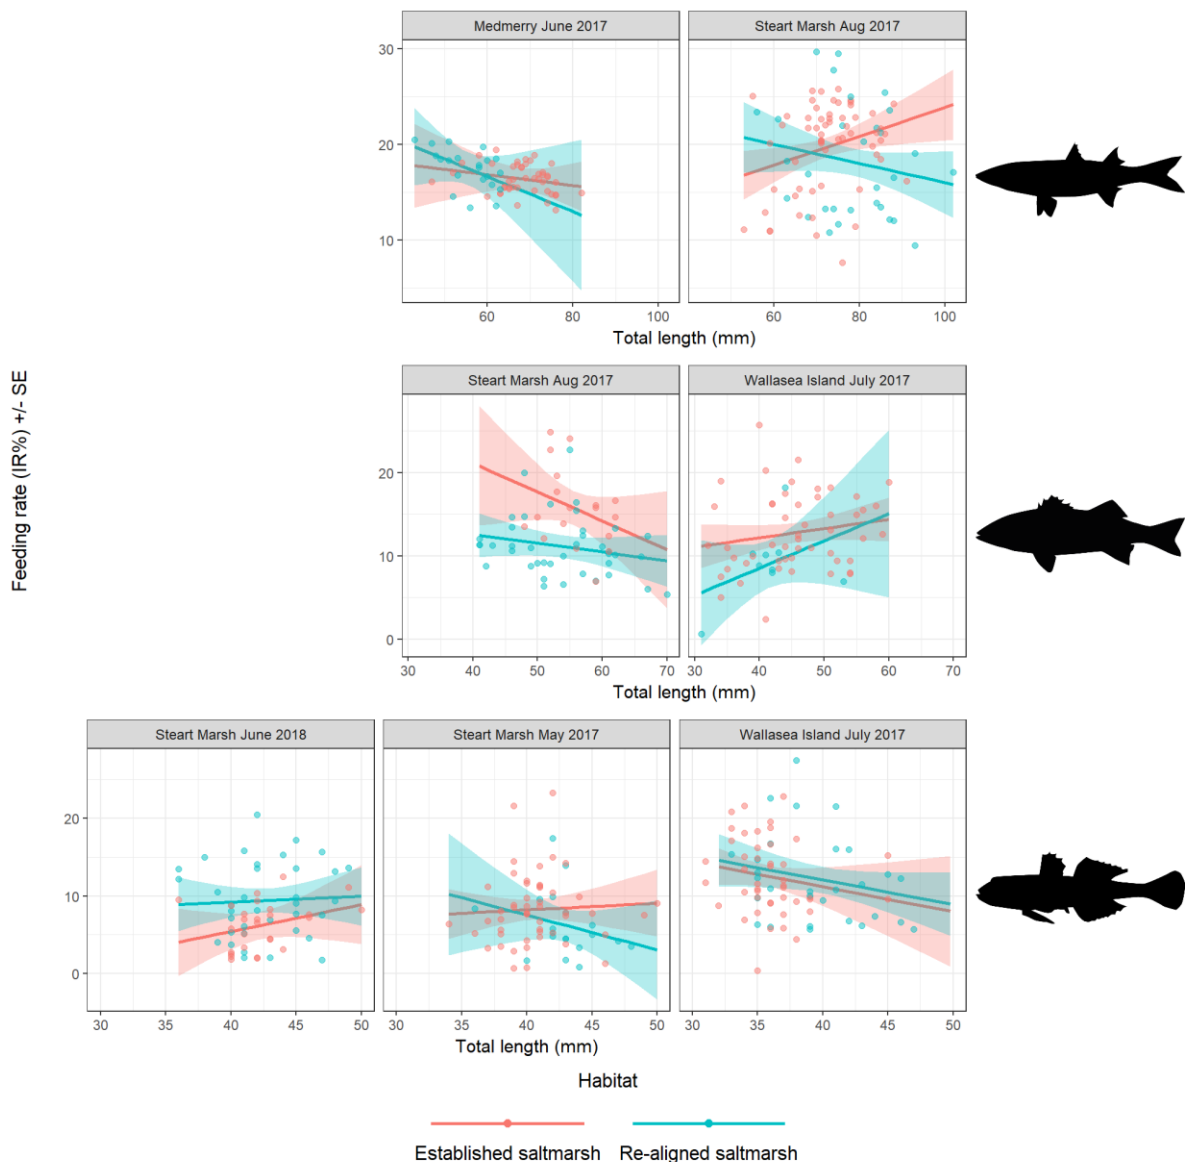 Medmerry June 2017
Steart Marsh Aug 2017
30
20
10
60 80 100
60 80 100
Total length (mm)
Feeding rate (IR%) +/- SE
Steart Marsh Aug 2017
Wallasea Island July 2017
20
10
0
30 40 50 60 70
30 40 50 60 70
Total length (mm)
Steart Marsh June 2018
Steart Marsh May 2017
Wallasea Island July 2017
20
10
0
30 35 40 45 50
30 35 40 45 50
30 35 40 45 50
Total length (mm)
Habitat
Established saltmarsh
Re-aligned saltmarsh